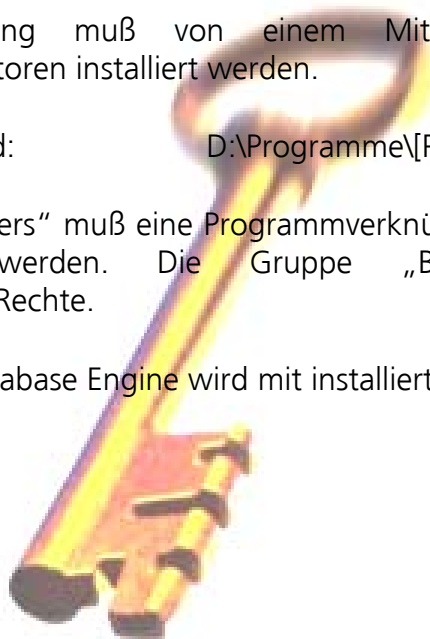 ng muß von einem Mit
toren installiert werden.
d: D:\Programme\[P
ers“ muß eine Programmverknü
werden. Die Gruppe „B
Rechte.
abase Engine wird mit installiert